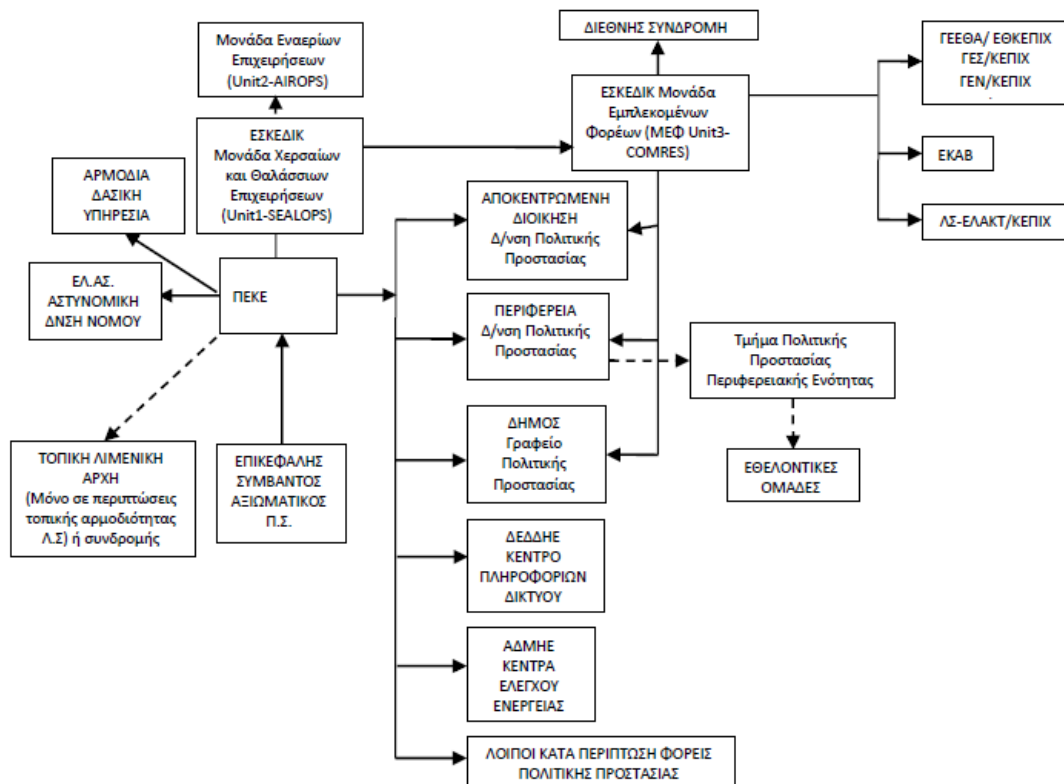 ΔΙΕΘΝΗΣ ΣΥΝΔΡΟΜΗ
Μονάδα Εναερίων
Επιχειρήσεων
(Unit2-AIROPS)
ΓΕΕΘΑ/ ΕΘΚΕΠΙΧ
ΓΕΣ/ΚΕΠΙΧ
ΓΕΝ/ΚΕΠΙΧ
.
ΕΣΚΕΔΙΚ Μονάδα
Εμπλεκομένων
Φορέων (ΜΕΦ Unit3-
COMRES)
ΕΣΚΕΔΙΚ
Μονάδα Χερσαίων
και Θαλάσσιων
Επιχειρήσεων
(Unit1-SEALOPS)
ΕΚΑΒ
ΑΡΜΟΔΙΑ
ΔΑΣΙΚΗ
ΥΠΗΡΕΣΙΑ
ΑΠΟΚΕΝΤΡΩΜΕΝΗ
ΔΙΟΙΚΗΣΗ
Δ/νση Πολιτικής
Προστασίας
ΛΣ-ΕΛΑΚΤ/ΚΕΠΙΧ
ΕΛ.ΑΣ.
ΑΣΤΥΝΟΜΙΚΗ
ΔΝΣΗ ΝΟΜΟΥ
ΠΕΚΕ
ΠΕΡΙΦΕΡΕΙΑ
Δ/νση Πολιτικής
Προστασίας
Τμήμα Πολιτικής
Προστασίας
Περιφερειακής Ενότητας
ΤΟΠΙΚΗ ΛΙΜΕΝΙΚΗ
ΑΡΧΗ
(Μόνο σε περιπτώσεις
τοπικής αρμοδιότητας
Λ.Σ) ή συνδρομής
ΕΠΙΚΕΦΑΛΗΣ
ΣΥΜΒΑΝΤΟΣ
ΑΞΙΩΜΑΤΙΚΟΣ
Π.Σ.
ΔΗΜΟΣ
Γραφείο
Πολιτικής
Προστασίας
ΕΘΕΛΟΝΤΙΚΕΣ
ΟΜΑΔΕΣ
ΔΕΔΔΗΕ
ΚΕΝΤΡΟ
ΠΛΗΡΟΦΟΡΙΩΝ
ΔΙΚΤΥΟΥ
ΑΔΜΗΕ
ΚΕΝΤΡΑ
ΕΛΕΓΧΟΥ
ΕΝΕΡΓΕΙΑΣ
ΛΟΙΠΟΙ ΚΑΤΑ ΠΕΡΙΠΤΩΣΗ ΦΟΡΕΙΣ
ΠΟΛΙΤΙΚΗΣ ΠΡΟΣΤΑΣΙΑΣ